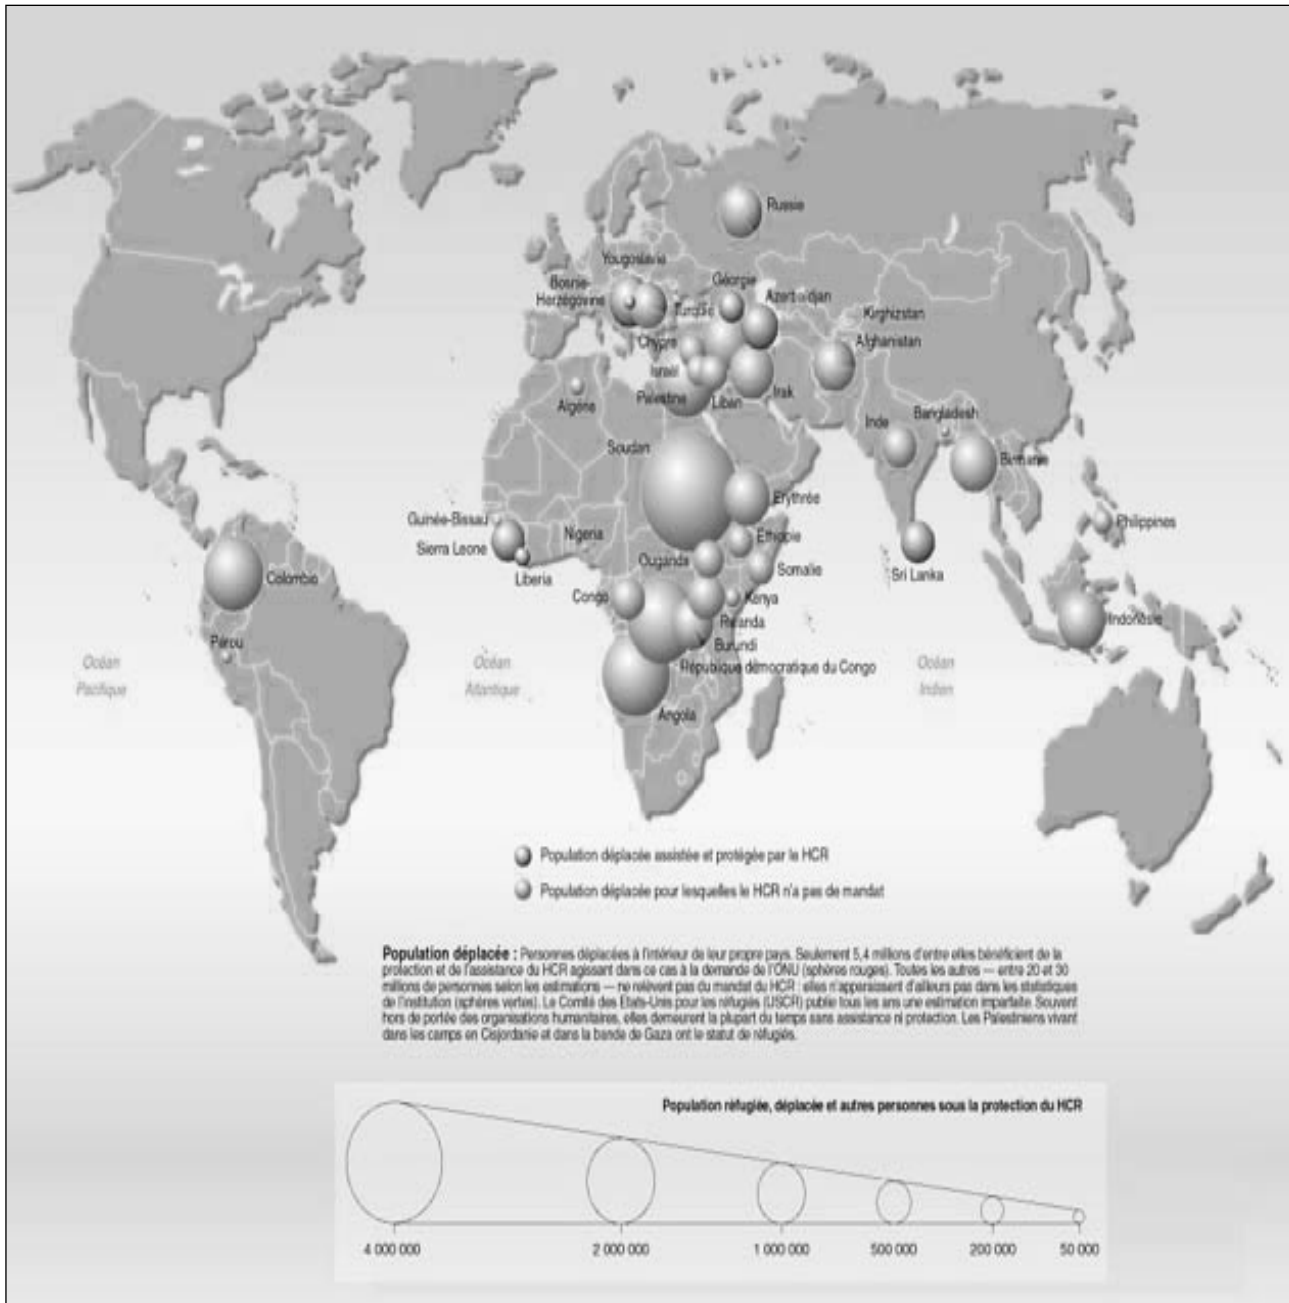 Russie
Yougoslavie
Bosnie-
Herzégovine
Géorgie
Azerbaïdjan
Turquie
Kirghizstan
Chypre
Afghanistan
Israël
Irak
Palestine
Liban
Algérie
Inde
Bangladesh
Soudan
Birmanie
Erythrée
Guinée-Bissau
Nigeria
Ethiopie
Philippines
Sierra Leone
Ouganda
Somalie
Sri Lanka
Liberia
Colombie
Congo
Kenya
Rwanda
Indonésie
Pérou
Burundi
République démocratique du Congo
Océan
Pacifique
Océan
Atlantique
Océan
Indien
Angola
Population déplacée assistée et protégée par le HCR
Population déplacée pour lesquelles le HCR n'a pas de mandat
Population déplacée : Personnes déplacées à l'intérieur de leur propre pays. Seulement 5,4 millions d'entre elles bénéficient de la
protection et de l'assistance du HCR agissant dans ce cas à la demande de l'ONU (sphères rouges). Toutes les autres — entre 20 et 30
millions de personnes selon les estimations — ne relèvent pas du mandat du HCR : elles n'apparaissent d'ailleurs pas dans les statistiques
de l'institution (sphères vertes). Le Comité des Etats-Unis pour les réfugiés (USCR) publie tous les ans une estimation imparfaite. Souvent
hors de portée des organisations humanitaires, elles demeurent la plupart du temps sans assistance ni protection. Les Palestiniens vivant
dans les camps en Cisjordanie et dans la bande de Gaza ont le statut de réfugiés.
Population réfugiée, déplacée et autres personnes sous la protection du HCR
4 000 000
2 000 000
1 000 000
500 000
200 000
50 000